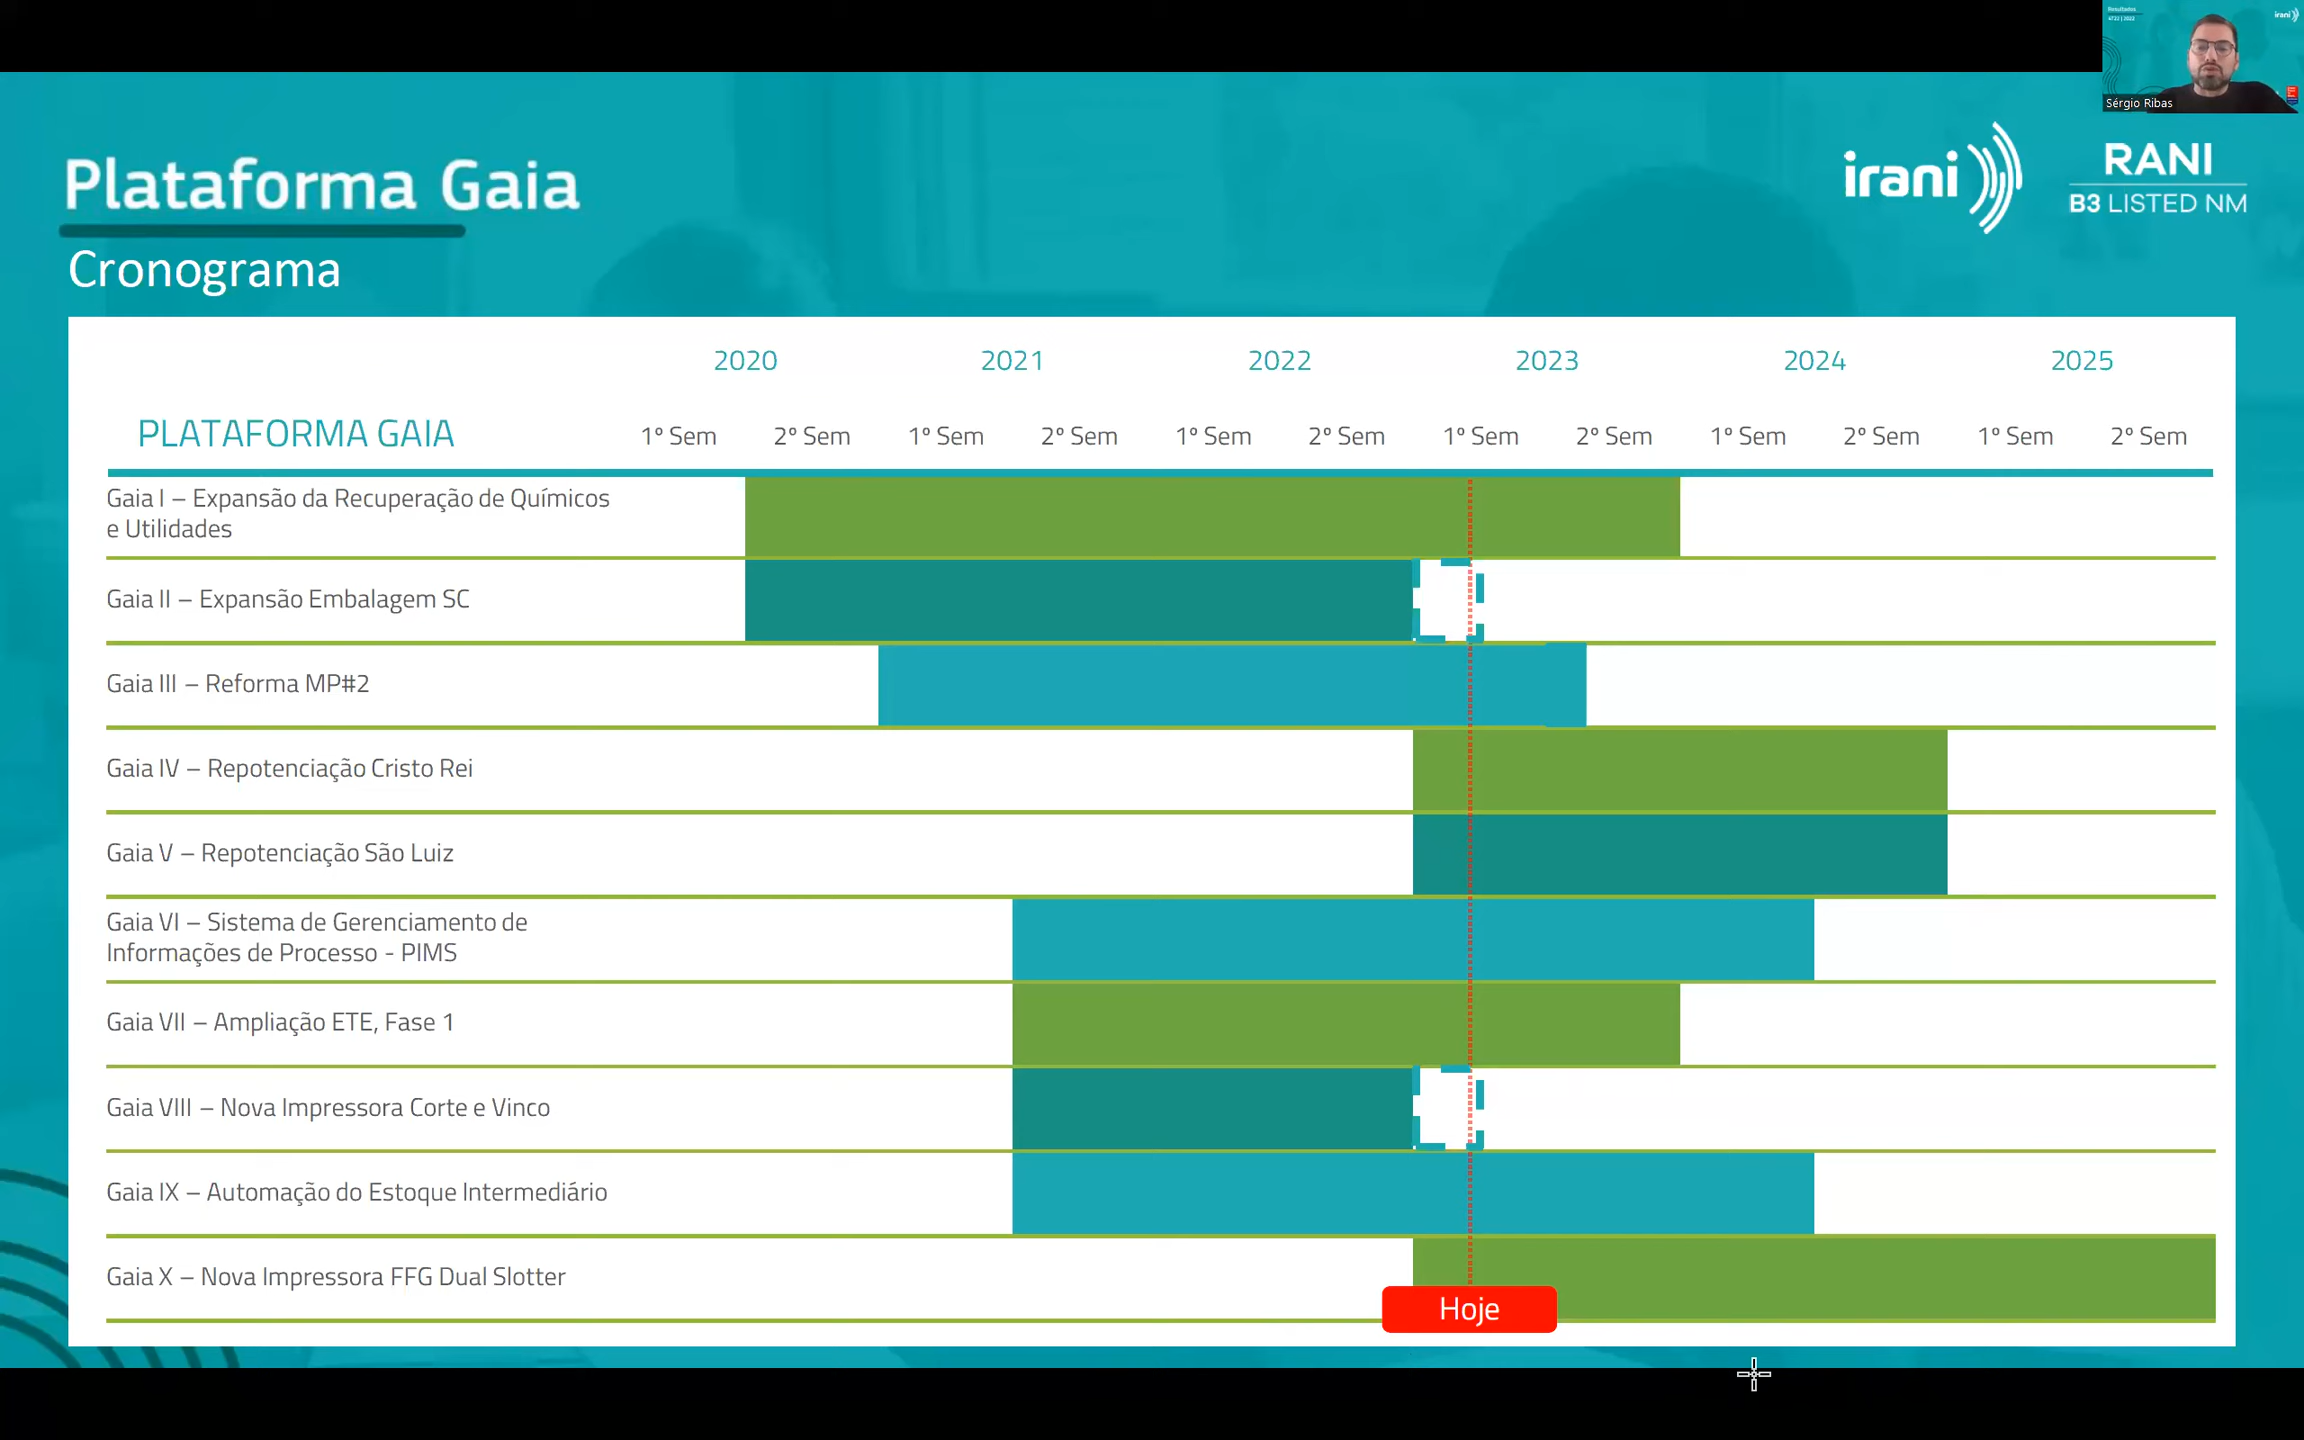 Resultados
4T22 | 2022
irani
Sérgio Ribas
Plataforma Gaia
Cronograma
irani
RANI
B3 LISTED NM
2020 2021 2022 2023 2024 2025
PLATAFORMA GAIA 1º Sem 2º Sem 1º Sem 2º Sem 1º Sem 2º Sem 1º Sem 2º Sem 1º Sem 2º Sem 1º Sem 2º Sem
Gaia I – Expansão da Recuperação de Químicos
e Utilidades
Gaia II – Expansão Embalagem SC
Gaia III – Reforma MP#2
Gaia IV – Repotenciação Cristo Rei
Gaia V – Repotenciação São Luiz
Gaia VI – Sistema de Gerenciamento de
Informações de Processo - PIMS
Gaia VII – Ampliação ETE, Fase 1
Gaia VIII – Nova Impressora Corte e Vinco
Gaia IX – Automação do Estoque Intermediário
Gaia X – Nova Impressora FFG Dual Slotter
Hoje